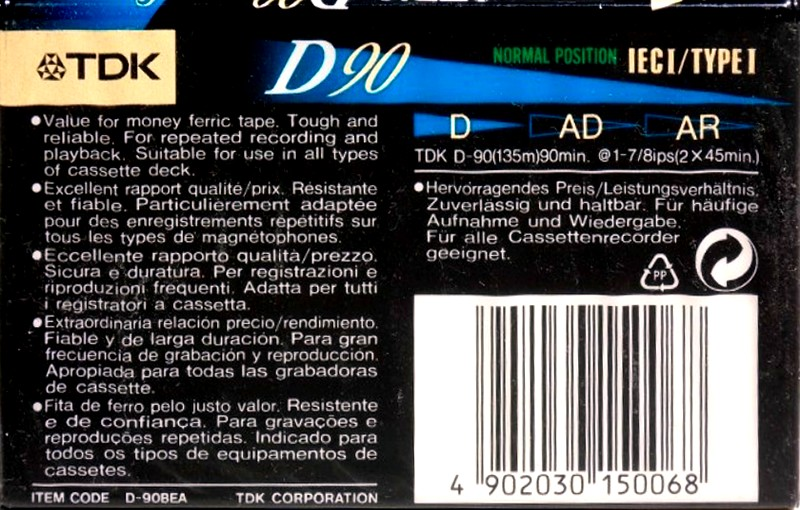 TDK
D90
NORMAL POSITION IECI/TYPE I
●Value for money ferric tape. Tough and
reliable. For repeated recording and
playback. Suitable for use in all types
of cassette deck.
●Excellent rapport qualité/prix. Résistante
et fiable. Particulièrement adaptée
pour des enregistrements répétitifs sur
tous les types de magnétophones.
●Eccellente rapporto qualità/prezzo.
Sicura e duratura. Per registrazioni e
riproduzioni frequenti. Adatta per tutti
i registratori a cassetta.
●Extraordinaria relación precio/rendimiento.
Fiable y de larga duración. Para gran
frecuencia de grabación y reproducción.
Apropiada para todas las grabadoras
de cassette.
●Fita de ferro pelo justo valor. Resistente
e de confiança. Para gravações e
reproduções repetidas. Indicado para
todos os tipos de equipamentos de
cassetes.
ITEM CODE D-90BEA TDK CORPORATION
D AD AR
TDK D-90(135m)90min. @1-7/8ips(2×45min.)
●Hervorragendes Preis/Leistungsverhältnis.
Zuverlässig und haltbar. Für häufige
Aufnahme und Wiedergabe.
Für alle Cassettenrecorder
geeignet.
PP
4 902030 150068